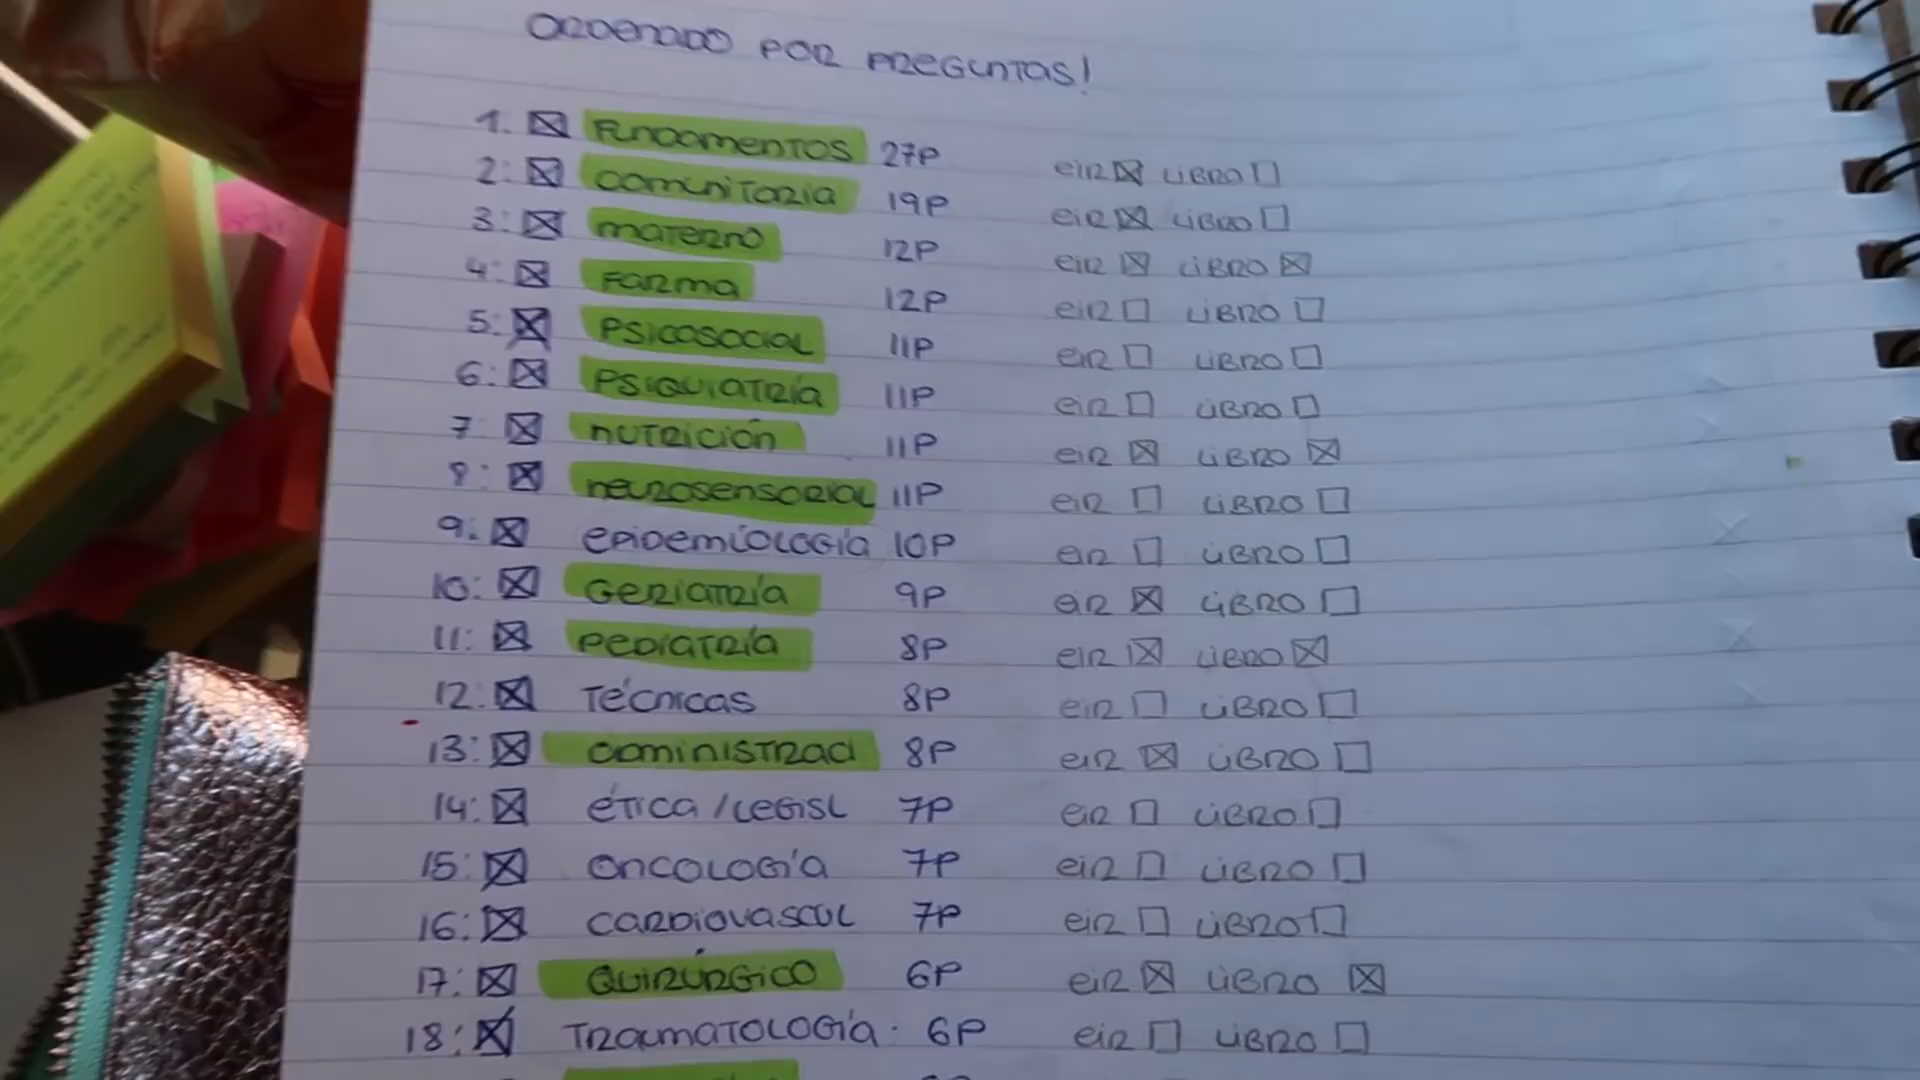 ORDENADO POR PREGUNTAS!
1. ☒ FUNDAMENTOS 27P eir ☒ LIBRO ☐
2: ☒ COMUNITARIA 19P eir ☒ LIBRO ☐
3: ☒ MATERNO 12P eir ☒ LIBRO ☒
4: ☒ FARMA 12P eir ☐ LIBRO ☐
5: ☒ PSICOSOCIAL 11P eir ☐ LIBRO ☐
6: ☒ PSIQUIATRÍA 11P eir ☐ LIBRO ☐
7: ☒ NUTRICIÓN 11P eir ☒ LIBRO ☒
8: ☒ NEUROSENSORIAL 11P eir ☐ LIBRO ☐
9: ☒ EPIDEMIOLOGÍA 10P eir ☐ LIBRO ☐
10: ☒ GERIATRÍA 9P eir ☒ LIBRO ☐
11: ☒ PEDIATRÍA 8P eir ☒ LIBRO ☒
12: ☒ TÉCNICAS 8P eir ☐ LIBRO ☐
13: ☒ ADMINISTRACI 8P eir ☒ LIBRO ☐
14: ☒ ÉTICA/LEGISL 7P eir ☐ LIBRO ☐
15: ☒ ONCOLOGÍA 7P eir ☐ LIBRO ☐
16: ☒ CARDIOVASCUL 7P eir ☐ LIBRO ☐
17: ☒ QUIRÚRGICO 6P eir ☒ LIBRO ☒
18: ☒ TRAUMATOLOGÍA. 6P eir ☐ LIBRO ☐